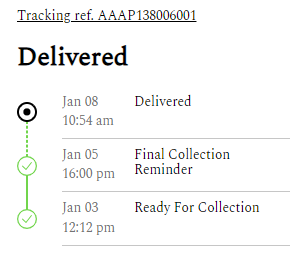 Tracking ref. AAAP138006001
Delivered
Jan 08 Delivered
10:54 am
Jan 05 Final Collection
16:00 pm Reminder
Jan 03 Ready For Collection
12:12 pm